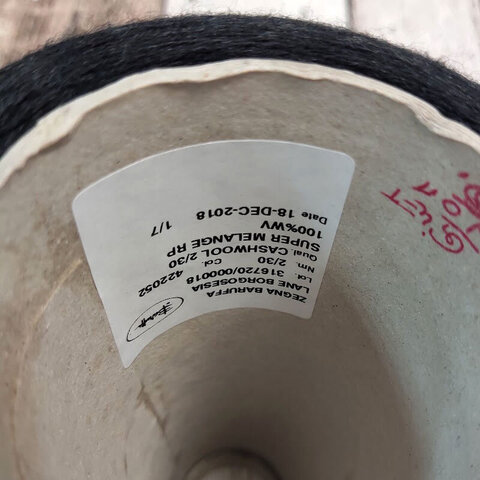 ZEGNA BARUFFA
LANE BORGOSESIA
Lot. 316720/000018
Nm. 2/30 Col. 422052
Qual. CASHWOOL 2/30
SUPER MELANGE RP
100%WV 1/7
Date 18-DEC-2018